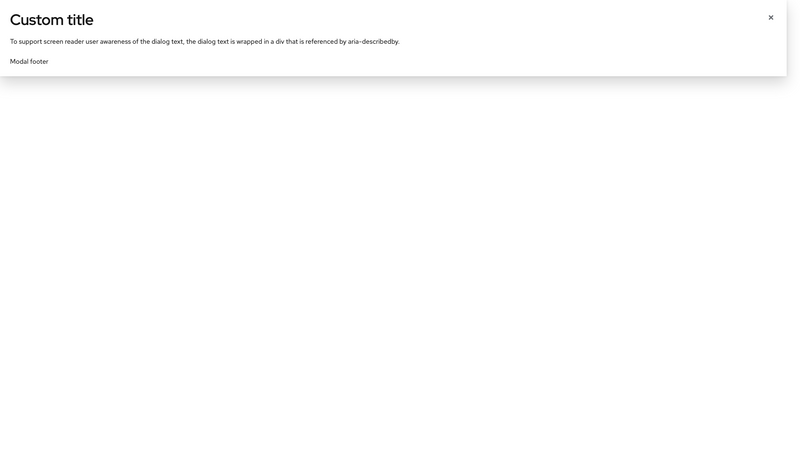 Custom title
To support screen reader user awareness of the dialog text, the dialog text is wrapped in a div that is referenced by aria-describedby.
Modal footer